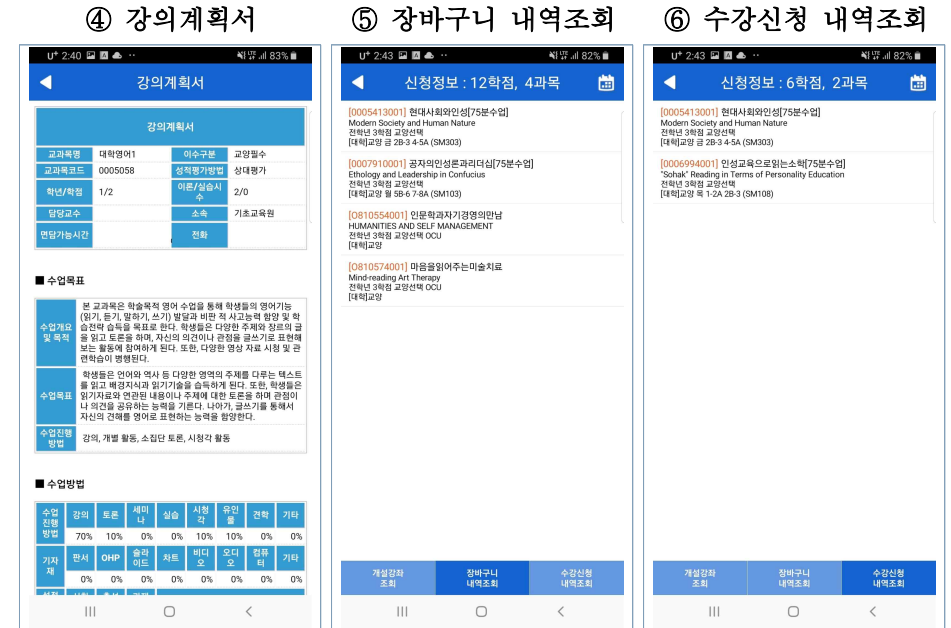 ④ 강의계획서
⑤ 장바구니 내역조회
⑥ 수강신청 내역조회
U+ 2:40 83%
강의계획서
강의계획서
교과목명 대학영어1 이수구분 교양필수
교과목코드 0005058 성적평가방법 상대평가
학년/학점 1/2 이론/실습시수 2/0
담당교수 소속 기초교육원
면담가능시간 전화
■ 수업목표
수업개요 및 목적
본 교과목은 학술목적 영어 수업을 통해 학생들의 영어기능
(읽기, 듣기, 말하기, 쓰기) 발달과 비판 적 사고능력 함양 및 학
습전략 습득을 목표로 한다. 학생들은 다양한 주제와 장르의 글
을 읽고 토론을 하며, 자신의 의견이나 관점을 글쓰기로 표현해
보는 활동에 참여하게 된다. 또한, 다양한 영상 자료 시청 및 관
련학습이 병행된다.
수업목표
학생들은 언어와 역사 등 다양한 영역의 주제를 다루는 텍스트
를 읽고 배경지식과 읽기기술을 습득하게 된다. 또한, 학생들은
읽기자료와 연관된 내용이나 주제에 대한 토론을 하며 관점이
나 의견을 공유하는 능력을 기른다. 나아가, 글쓰기를 통해서
자신의 견해를 영어로 표현하는 능력을 함양한다.
수업진행 방법
강의, 개별 활동, 소집단 토론, 시청각 활동
■ 수업방법
수업 진행 방법 강의 토론 세미나 실습 시청각 유인물 견학 기타
70% 10% 0% 0% 10% 10% 0% 0%
기자재 판서 OHP 슬라이드 차트 비디오 오디오 컴퓨터 기타
0% 0% 0% 0% 0% 0% 0% 0%
U+ 2:43 82%
신청정보 : 12학점, 4과목
[0005413001] 현대사회와인성[75분수업]
Modern Society and Human Nature
전학년 3학점 교양선택
[대학]교양 금 2B-3 4-5A (SM303)
[0007910001] 공자의인성론과리더십[75분수업]
Ethology and Leadership in Confucius
전학년 3학점 교양선택
[대학]교양 월 5B-6 7-8A (SM103)
[O810554001] 인문학과자기경영의만남
HUMANITIES AND SELF MANAGEMENT
전학년 3학점 교양선택 OCU
[대학]교양
[O810574001] 마음을읽어주는미술치료
Mind-reading Art Therapy
전학년 3학점 교양선택 OCU
[대학]교양
개설강좌 조회
장바구니 내역조회
수강신청 내역조회
U+ 2:43 82%
신청정보 : 6학점, 2과목
[0005413001] 현대사회와인성[75분수업]
Modern Society and Human Nature
전학년 3학점 교양선택
[대학]교양 금 2B-3 4-5A (SM303)
[0006994001] 인성교육으로읽는소학[75분수업]
"Sohak" Reading in Terms of Personality Education
전학년 3학점 교양선택
[대학]교양 목 1-2A 2B-3 (SM108)
개설강좌 조회
장바구니 내역조회
수강신청 내역조회